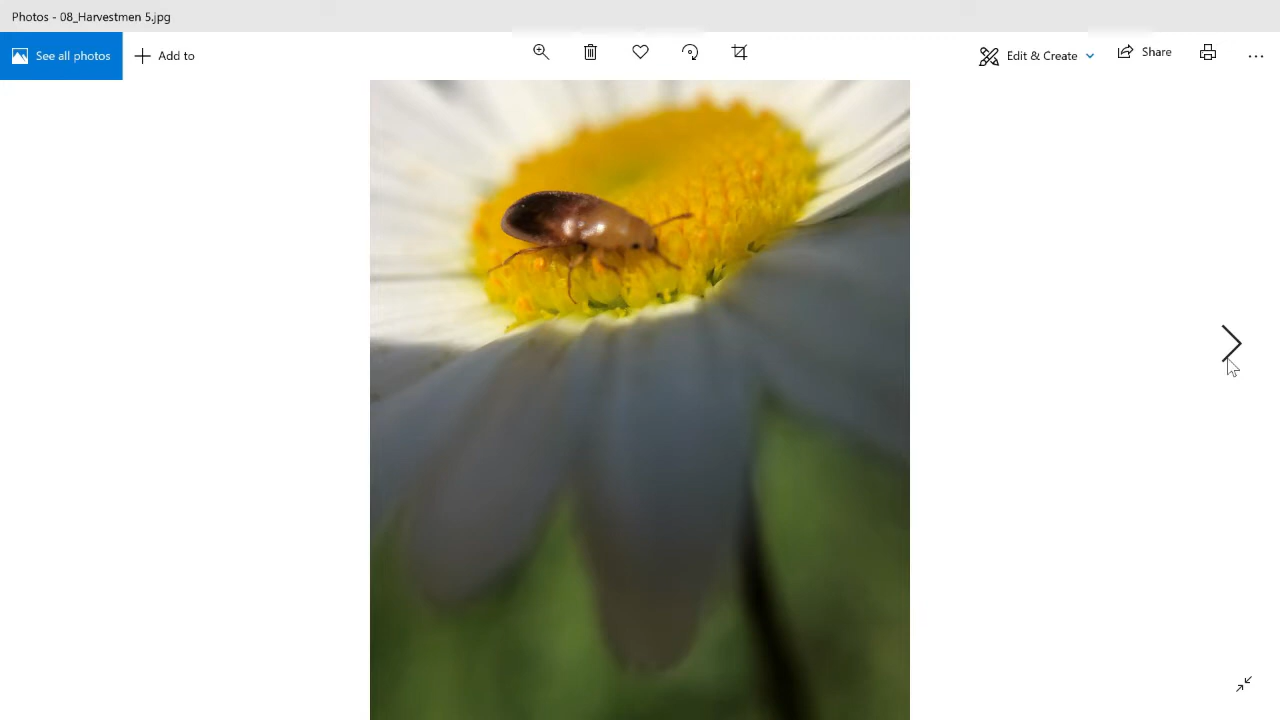 Photos - 08_Harvestmen 5.jpg
See all photos
Add to
Edit & Create
Share